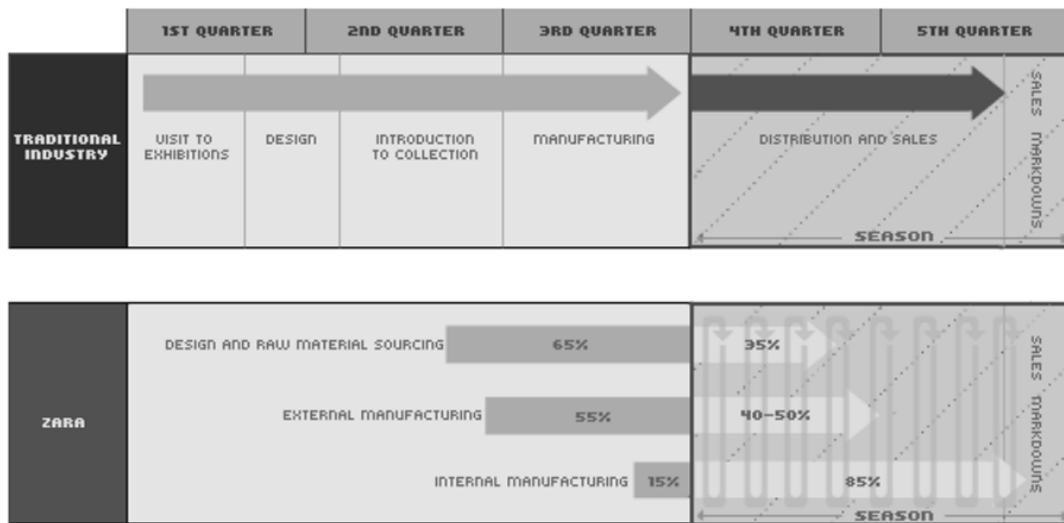 1ST QUARTER
2ND QUARTER
3RD QUARTER
4TH QUARTER
5TH QUARTER
TRADITIONAL
INDUSTRY
VISIT TO
EXHIBITIONS
DESIGN
INTRODUCTION
TO COLLECTION
MANUFACTURING
DISTRIBUTION AND SALES
SALES MARKDOWNS
SEASON
ZARA
DESIGN AND RAW MATERIAL SOURCING
65%
35%
EXTERNAL MANUFACTURING
55%
40-50%
INTERNAL MANUFACTURING
15%
85%
SALES MARKDOWNS
SEASON